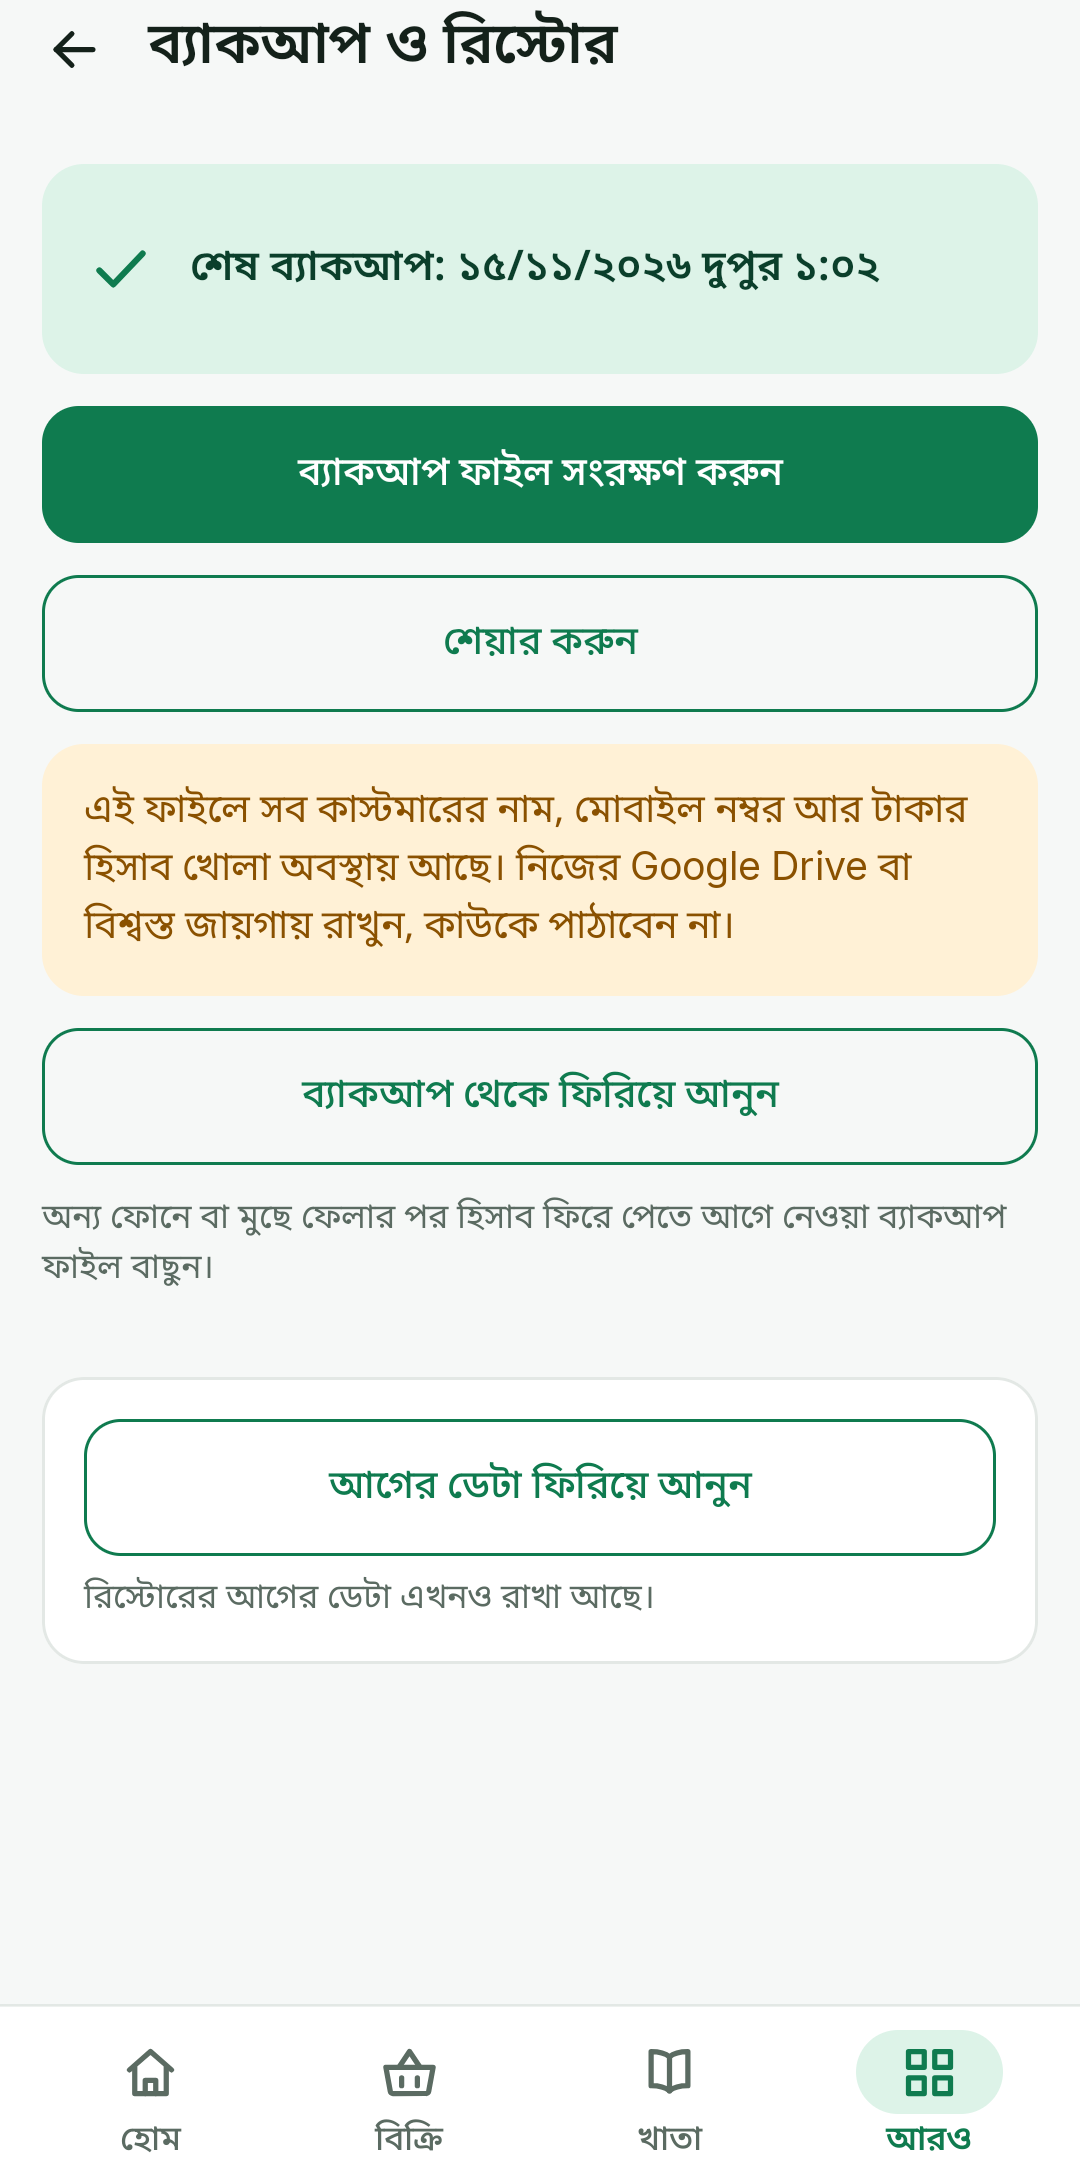 ব্যাকআপ ও রিস্টোর
শেষ ব্যাকআপ: ১৫/১১/২০২৬ দুপুর ১:০২
ব্যাকআপ ফাইল সংরক্ষণ করুন
শেয়ার করুন
এই ফাইলে সব কাস্টমারের নাম, মোবাইল নম্বর আর টাকার
হিসাব খোলা অবস্থায় আছে। নিজের Google Drive বা
বিশ্বস্ত জায়গায় রাখুন, কাউকে পাঠাবেন না।
ব্যাকআপ থেকে ফিরিয়ে আনুন
অন্য ফোনে বা মুছে ফেলার পর হিসাব ফিরে পেতে আগে নেওয়া ব্যাকআপ
ফাইল বাছুন।
আগের ডেটা ফিরিয়ে আনুন
রিস্টোরের আগের ডেটা এখনও রাখা আছে।
হোম
বিক্রি
খাতা
আরও